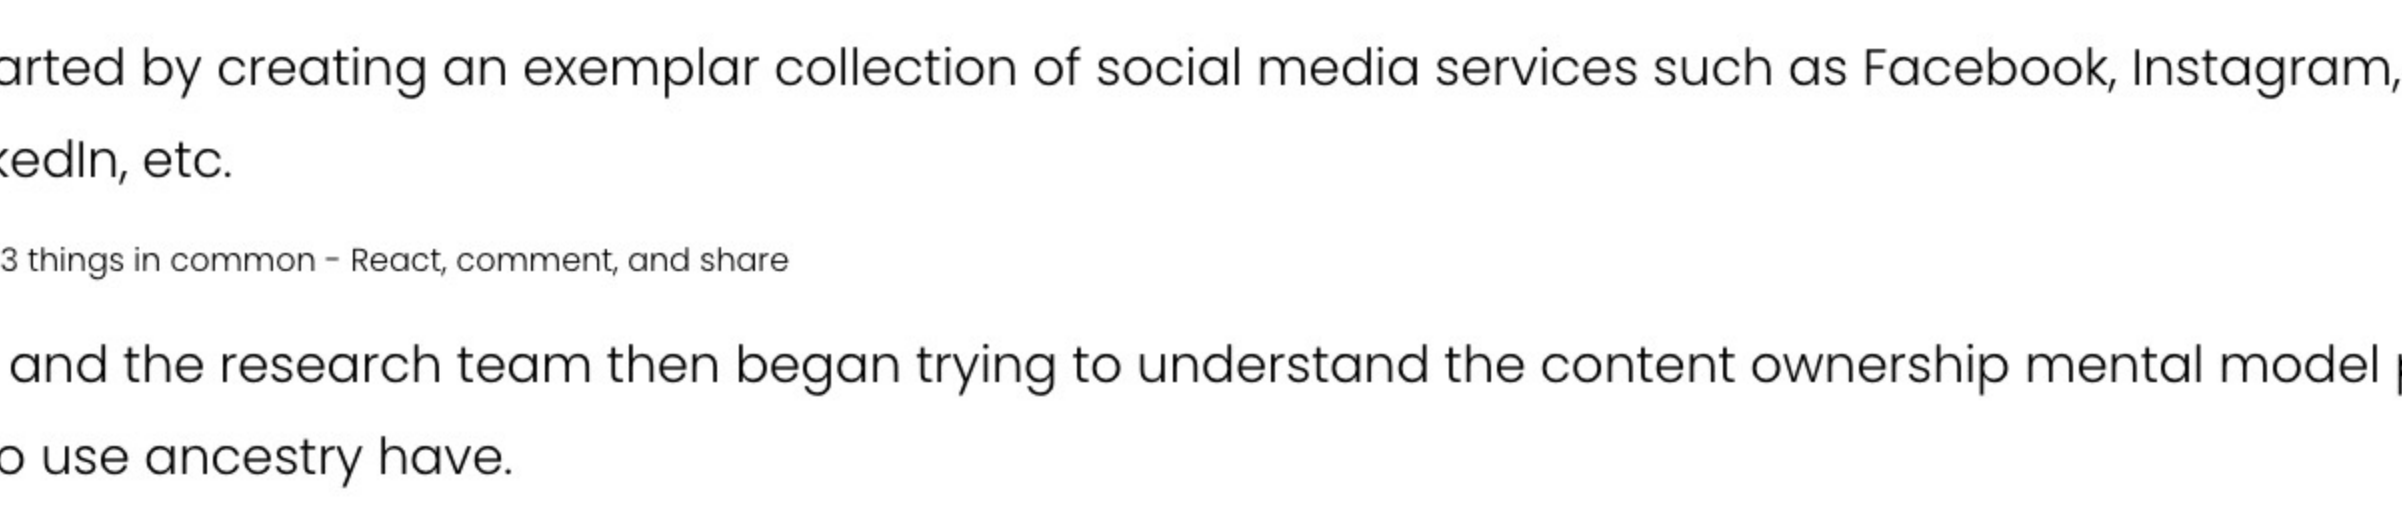 arted by creating an exemplar collection of social media services such as Facebook, Instagram,
kedIn, etc.
3 things in common - React, comment, and share
and the research team then began trying to understand the content ownership mental model
o use ancestry have.